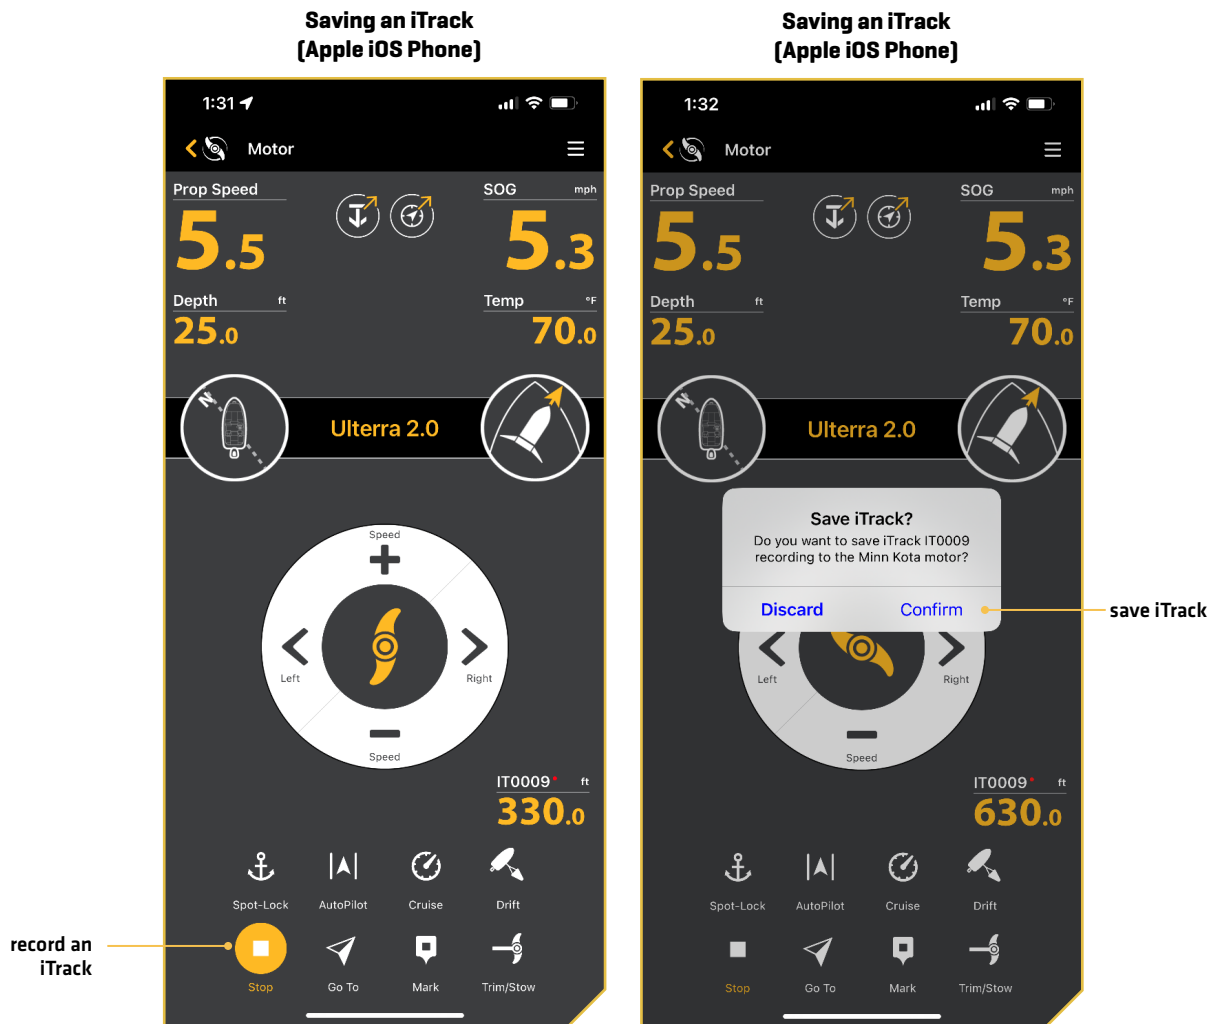 Saving an iTrack
(Apple iOS Phone)
1:31
Motor
Prop Speed
SOG mph
5.5
5.3
Depth ft
Temp °F
25.0
70.0
N
Ulterra 2.0
Speed
Left
Right
Speed
IT0009 ft
330.0
Spot-Lock AutoPilot Cruise Drift
record an
iTrack
Stop Go To Mark Trim/Stow
Saving an iTrack
(Apple iOS Phone)
1:32
Motor
Prop Speed
SOG mph
5.5
5.3
Depth ft
Temp °F
25.0
70.0
N
Ulterra 2.0
Save iTrack?
Do you want to save iTrack IT0009
recording to the Minn Kota motor?
Discard Confirm
save iTrack
Left
Right
Speed
IT0009 ft
630.0
Spot-Lock AutoPilot Cruise Drift
Stop Go To Mark Trim/Stow